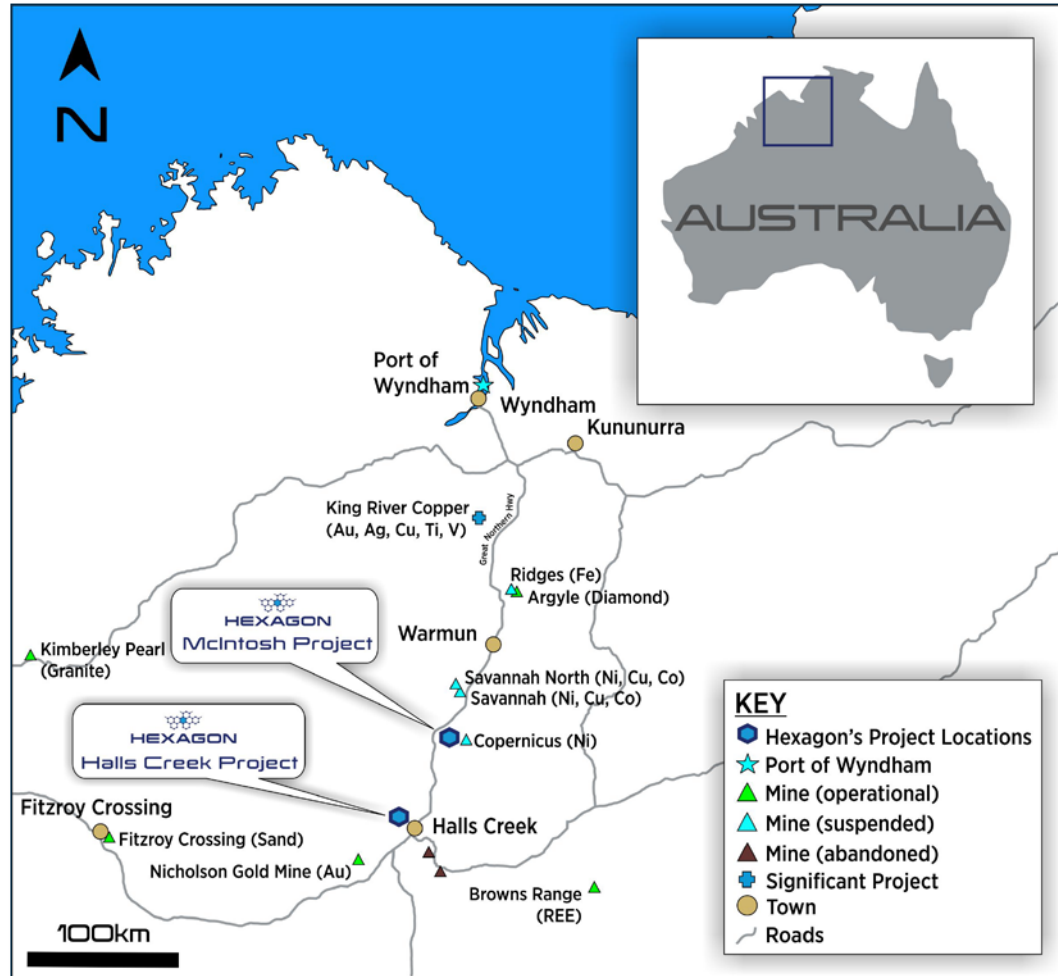 N
AUSTRALIA
Port of
Wyndham
Wyndham
Kununurra
King River Copper
(Au, Ag, Cu, Ti, V)
Great Northern Hwy
Ridges (Fe)
Argyle (Diamond)
HEXAGON
McIntosh Project
Warmun
Kimberley Pearl
(Granite)
Savannah North (Ni, Cu, Co)
Savannah (Ni, Cu, Co)
HEXAGON
Halls Creek Project
Copernicus (Ni)
Fitzroy Crossing
Fitzroy Crossing (Sand)
Halls Creek
Nicholson Gold Mine (Au)
Browns Range
(REE)
100km
KEY
Hexagon's Project Locations
Port of Wyndham
Mine (operational)
Mine (suspended)
Mine (abandoned)
Significant Project
Town
Roads